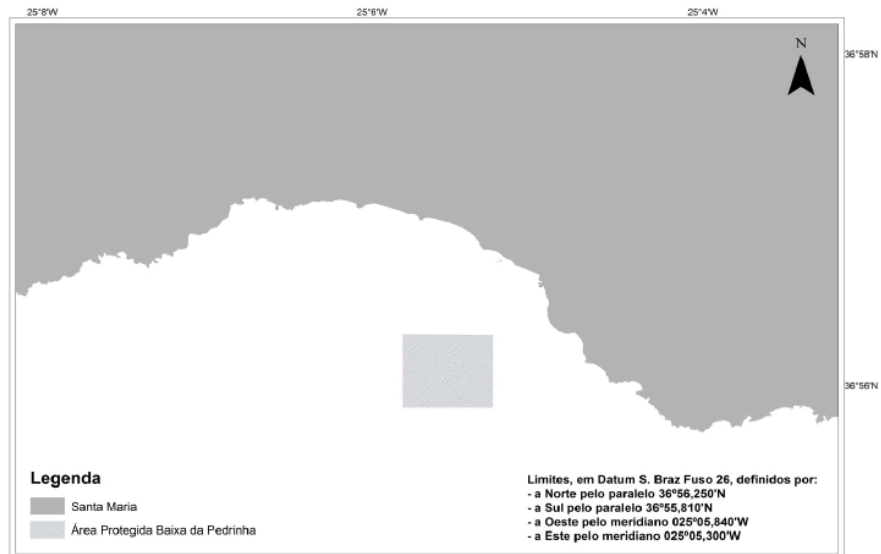 25°8'W 25°6'W 25°4'W
N
36°58'N
36°56'N
Legenda
Santa Maria
Área Protegida Baixa da Pedrinha
Limites, em Datum S. Braz Fuso 26, definidos por:
- a Norte pelo paralelo 36º56,250'N
- a Sul pelo paralelo 36º55,810'N
- a Oeste pelo meridiano 025º05,840'W
- a Este pelo meridiano 025º05,300'W